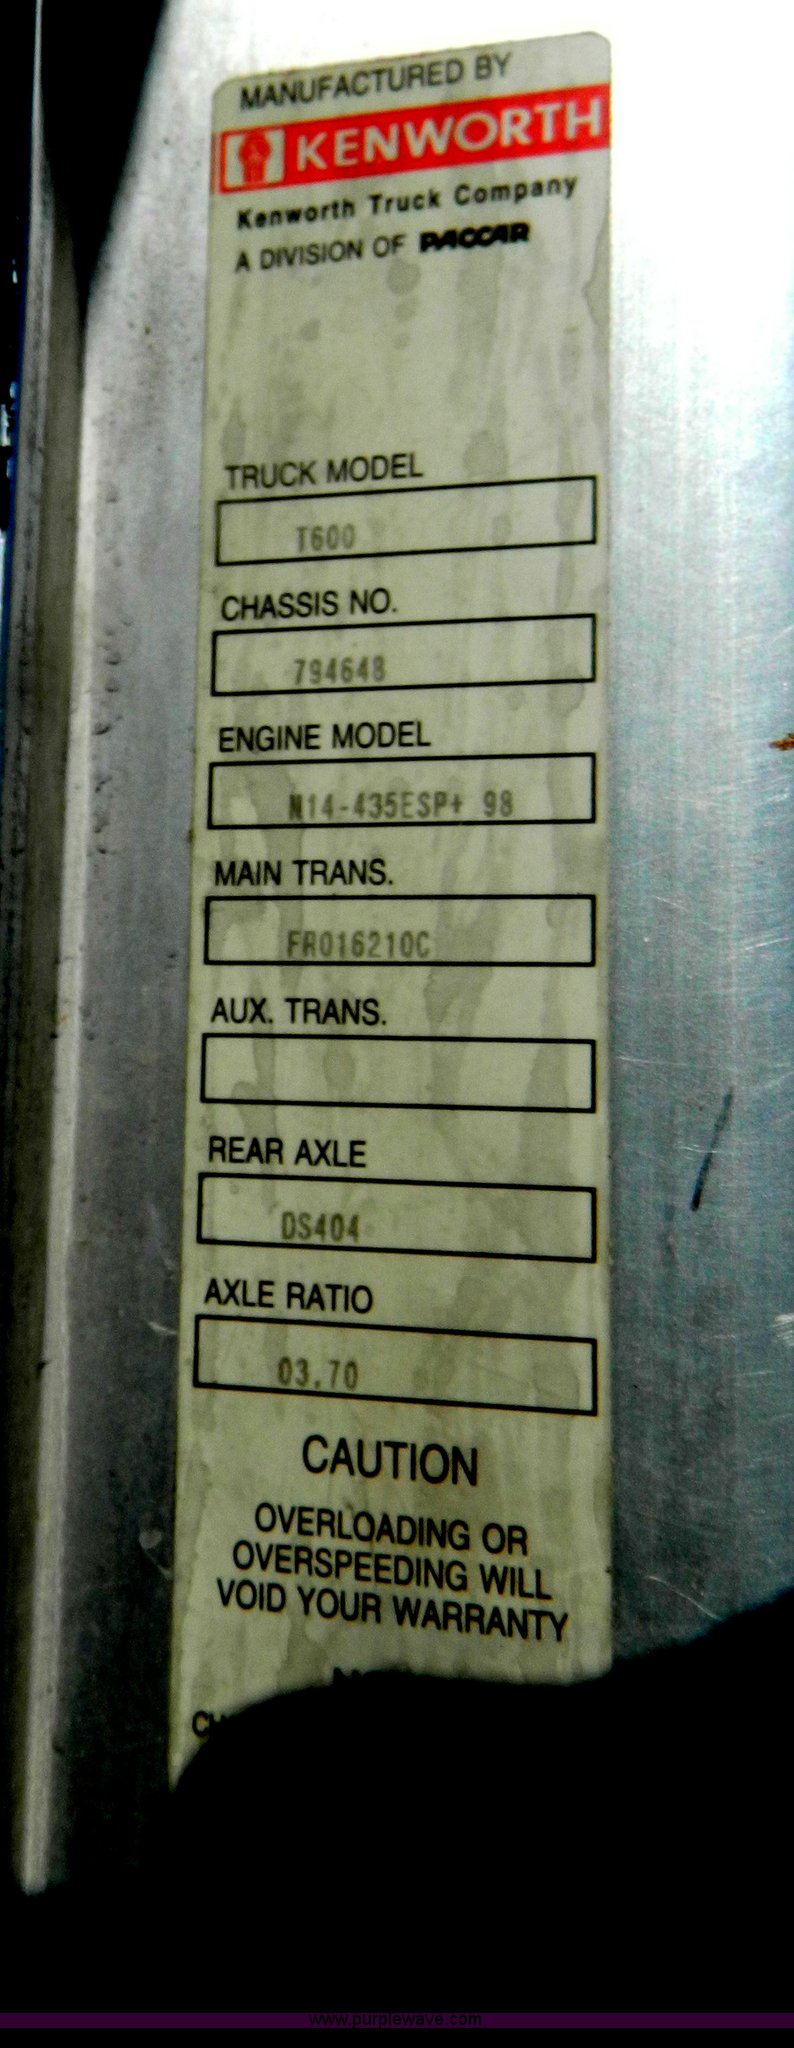 MANUFACTURED BY
KENWORTH
Kenworth Truck Company
A DIVISION OF PACCAR
TRUCK MODEL
T600
CHASSIS NO.
794648
ENGINE MODEL
N14-435ESP+ 98
MAIN TRANS.
FRO16210C
AUX. TRANS.
REAR AXLE
DS404
AXLE RATIO
03.70
CAUTION
OVERLOADING OR
OVERSPEEDING WILL
VOID YOUR WARRANTY
www.purplewave.com